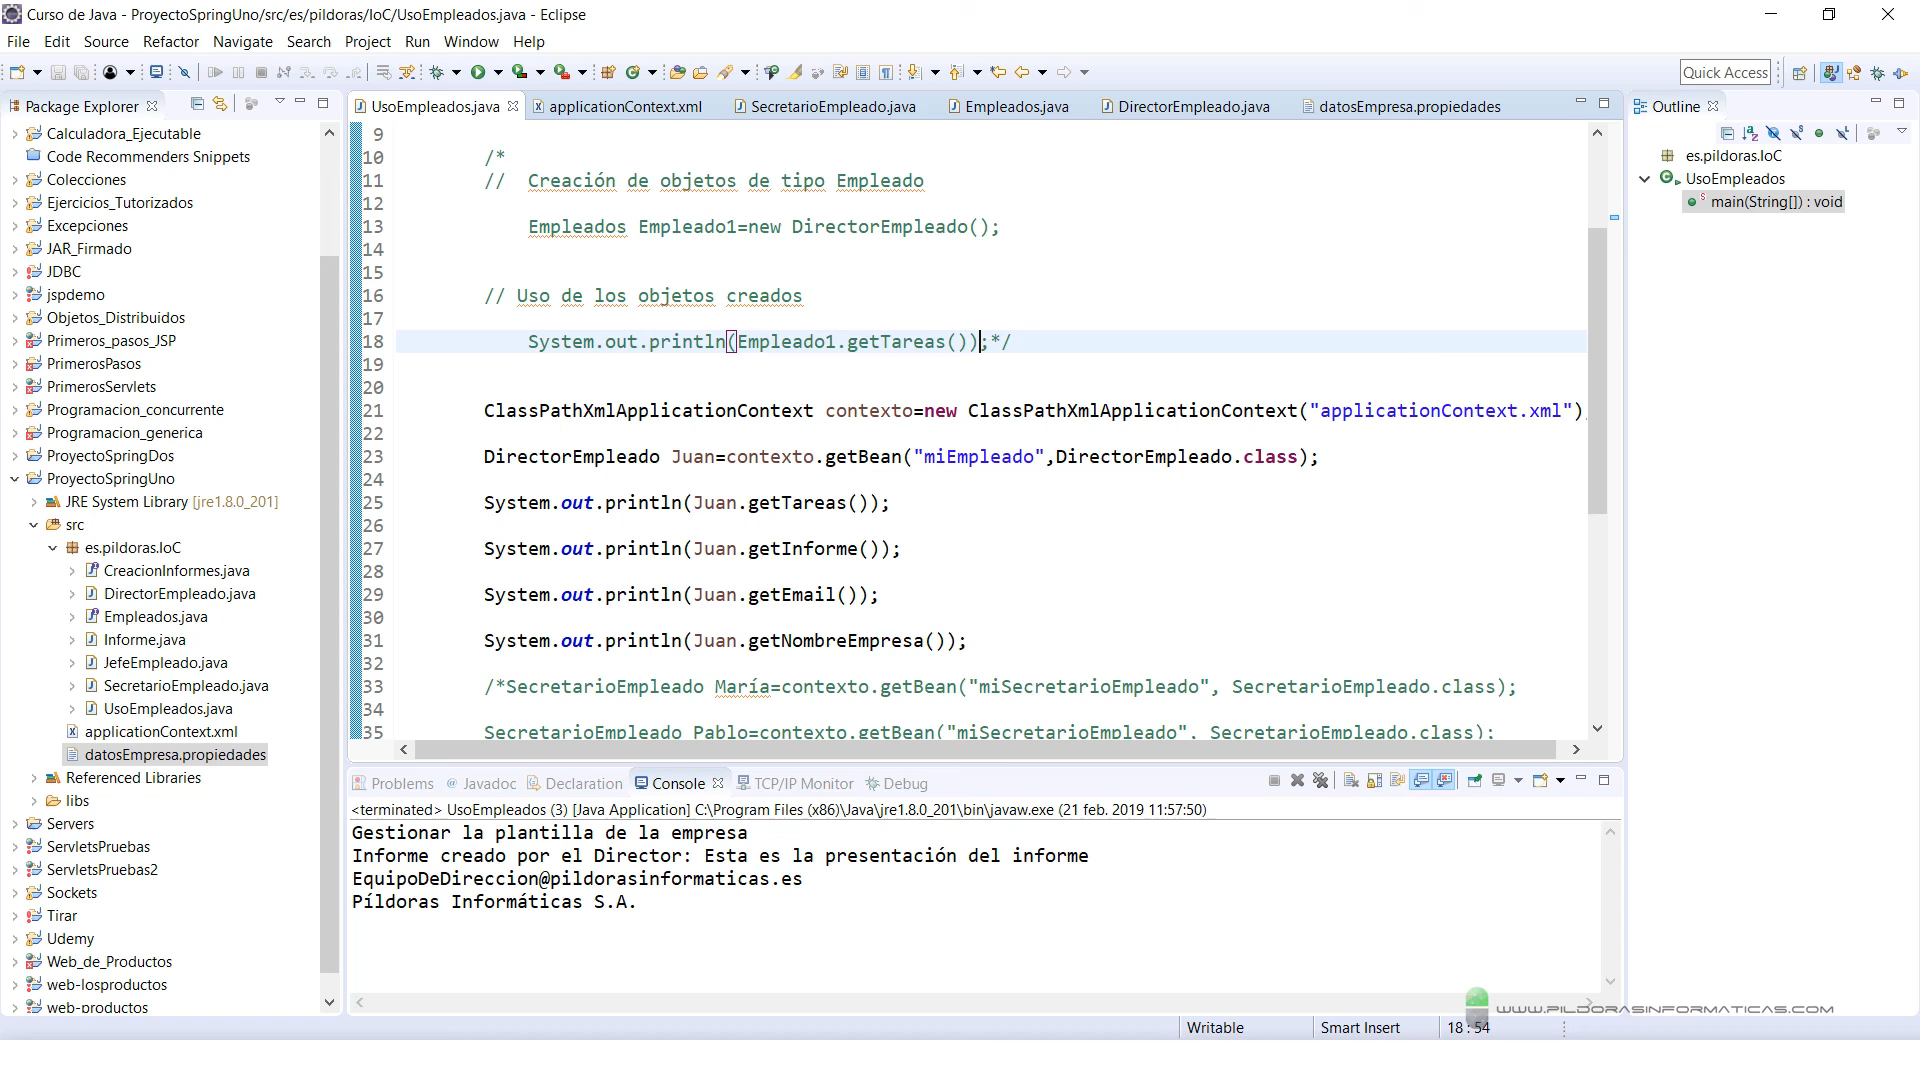 Curso de Java - ProyectoSpringUno/src/es/pildoras/IoC/UsoEmpleados.java - Eclipse
File Edit Source Refactor Navigate Search Project Run Window Help
Quick Access
Package Explorer
Calculadora_Ejecutable
Code Recommenders Snippets
Colecciones
Ejercicios_Tutorizados
Excepciones
JAR_Firmado
JDBC
jspdemo
Objetos_Distribuidos
Primeros_pasos_JSP
PrimerosPasos
PrimerosServlets
Programacion_concurrente
Programacion_generica
ProyectoSpringDos
ProyectoSpringUno
JRE System Library [jre1.8.0_201]
src
es.pildoras.IoC
CreacionInformes.java
DirectorEmpleado.java
Empleados.java
Informe.java
JefeEmpleado.java
SecretarioEmpleado.java
UsoEmpleados.java
applicationContext.xml
datosEmpresa.propiedades
Referenced Libraries
libs
Servers
ServletsPruebas
ServletsPruebas2
Sockets
Tirar
Udemy
Web_de_Productos
web-losproductos
web-productos
UsoEmpleados.java applicationContext.xml SecretarioEmpleado.java Empleados.java DirectorEmpleado.java datosEmpresa.propiedades
9
10 /*
11 // Creación de objetos de tipo Empleado
12
13 Empleados Empleado1=new DirectorEmpleado();
14
15
16 // Uso de los objetos creados
17
18 System.out.println(Empleado1.getTareas());*/
19
20
21 ClassPathXmlApplicationContext contexto=new ClassPathXmlApplicationContext("applicationContext.xml");
22
23 DirectorEmpleado Juan=contexto.getBean("miEmpleado",DirectorEmpleado.class);
24
25 System.out.println(Juan.getTareas());
26
27 System.out.println(Juan.getInforme());
28
29 System.out.println(Juan.getEmail());
30
31 System.out.println(Juan.getNombreEmpresa());
32
33 /*SecretarioEmpleado María=contexto.getBean("miSecretarioEmpleado", SecretarioEmpleado.class);
34
35 SecretarioEmpleado Pablo=contexto.getBean("miSecretarioEmpleado", SecretarioEmpleado.class);
Outline
es.pildoras.IoC
UsoEmpleados
main(String[]) : void
Problems Javadoc Declaration Console TCP/IP Monitor Debug
<terminated> UsoEmpleados (3) [Java Application] C:\Program Files (x86)\Java\jre1.8.0_201\bin\javaw.exe (21 feb. 2019 11:57:50)
Gestionar la plantilla de la empresa
Informe creado por el Director: Esta es la presentación del informe
EquipoDeDireccion@pildorasinformaticas.es
Píldoras Informáticas S.A.
WWW.PILDORASINFORMATICAS.COM
Writable Smart Insert 18 : 54